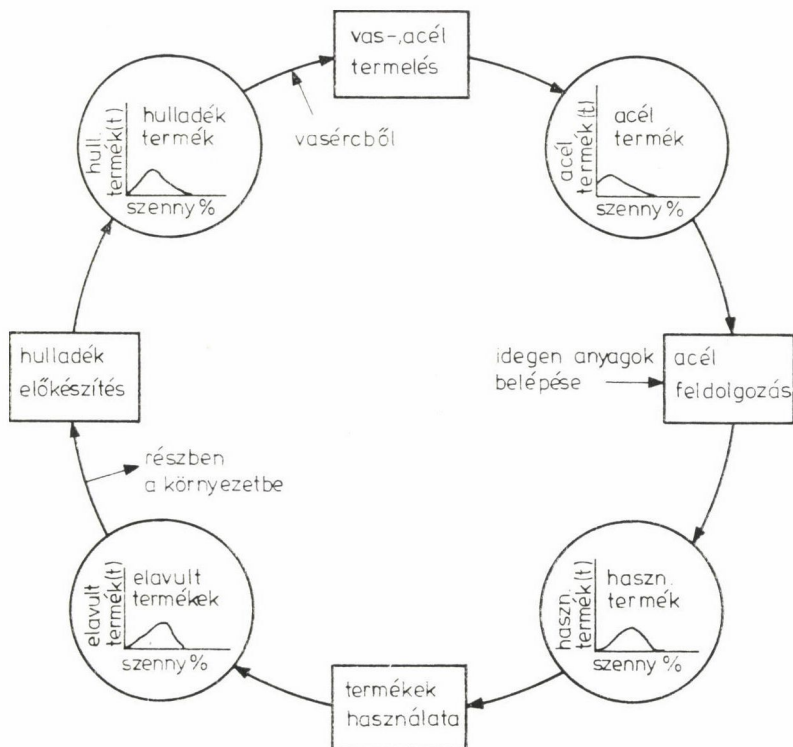 vas-,acél
termelés
hulladék
termék
hull.
termék(t)
szenny %
vasércből
acél
termék
acél
termék(t)
szenny %
hulladék
előkészítés
idegen anyagok
belépése
acél
feldolgozás
részben
a környezetbe
elavult
termékek
elavult
termék(t)
szenny %
haszn.
termék
haszn.
termék(t)
szenny %
termékek
használata